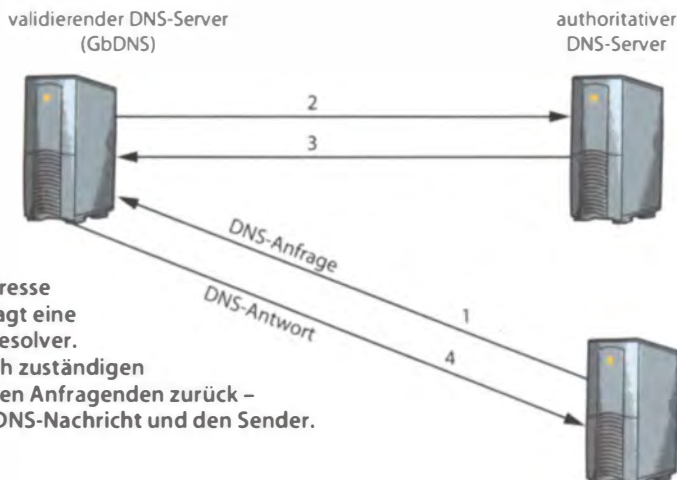 validierender DNS-Server
(GbDNS)
authoritativer
DNS-Server
2
3
DNS-Anfrage
1
DNS-Antwort
4
resse
agt eine
esolver.
h zuständigen
en Anfragenden zurück –
DNS-Nachricht und den Sender.